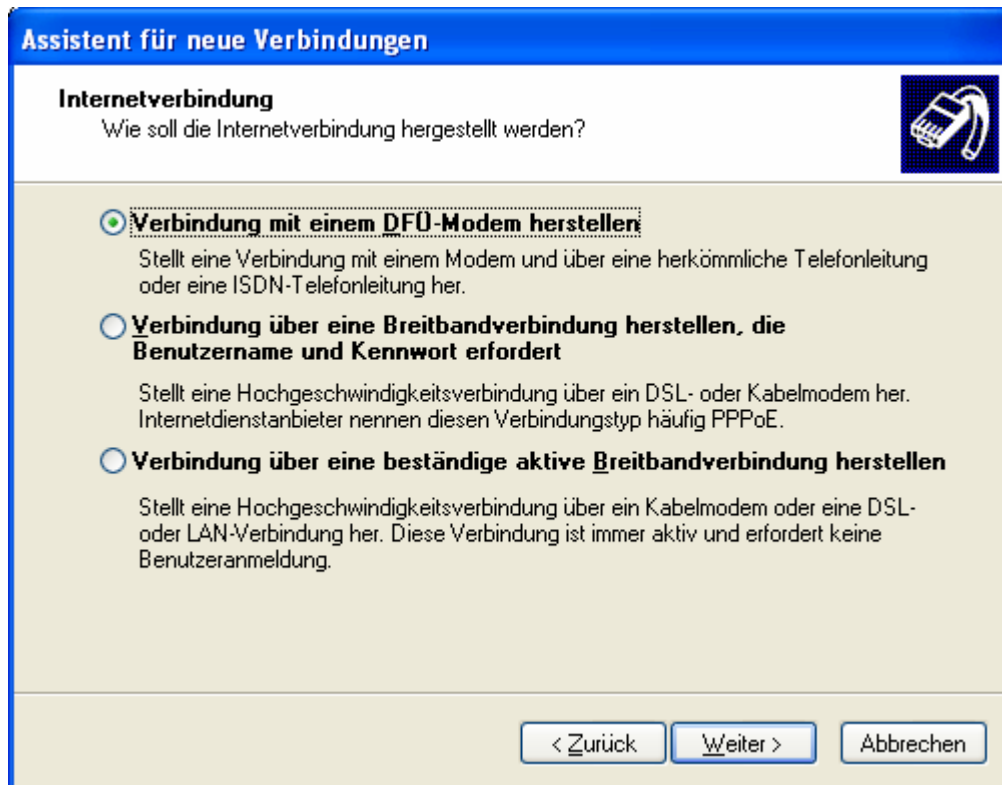 Assistent für neue Verbindungen
Internetverbindung
Wie soll die Internetverbindung hergestellt werden?
Verbindung mit einem DFÜ-Modem herstellen
Stellt eine Verbindung mit einem Modem und über eine herkömmliche Telefonleitung
oder eine ISDN-Telefonleitung her.
Verbindung über eine Breitbandverbindung herstellen, die
Benutzername und Kennwort erfordert
Stellt eine Hochgeschwindigkeitsverbindung über ein DSL- oder Kabelmodem her.
Internetdienstanbieter nennen diesen Verbindungstyp häufig PPPoE.
Verbindung über eine beständige aktive Breitbandverbindung herstellen
Stellt eine Hochgeschwindigkeitsverbindung über ein Kabelmodem oder eine DSL-
oder LAN-Verbindung her. Diese Verbindung ist immer aktiv und erfordert keine
Benutzeranmeldung.
< Zurück Weiter > Abbrechen